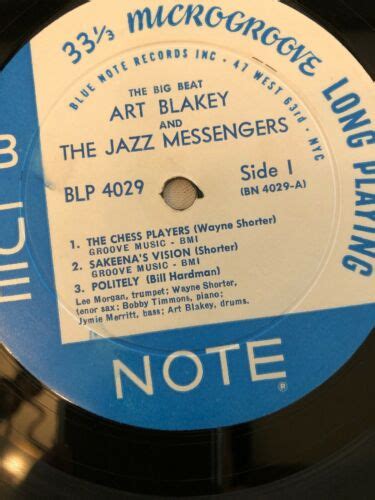 33⅓ MICROGROOVE LONG PLAYING
BLUE NOTE RECORDS INC • 47 WEST 63rd • NYC
THE BIG BEAT
ART BLAKEY
AND
THE JAZZ MESSENGERS
BLP 4029
Side 1
(BN 4029-A)
1. THE CHESS PLAYERS (Wayne Shorter)
GROOVE MUSIC - BMI
2. SAKEENA'S VISION (Shorter)
GROOVE MUSIC - BMI
3. POLITELY (Bill Hardman)
Lee Morgan, trumpet; Wayne Shorter,
tenor sax; Bobby Timmons, piano;
Jymie Merritt, bass; Art Blakey, drums.
NOTE®